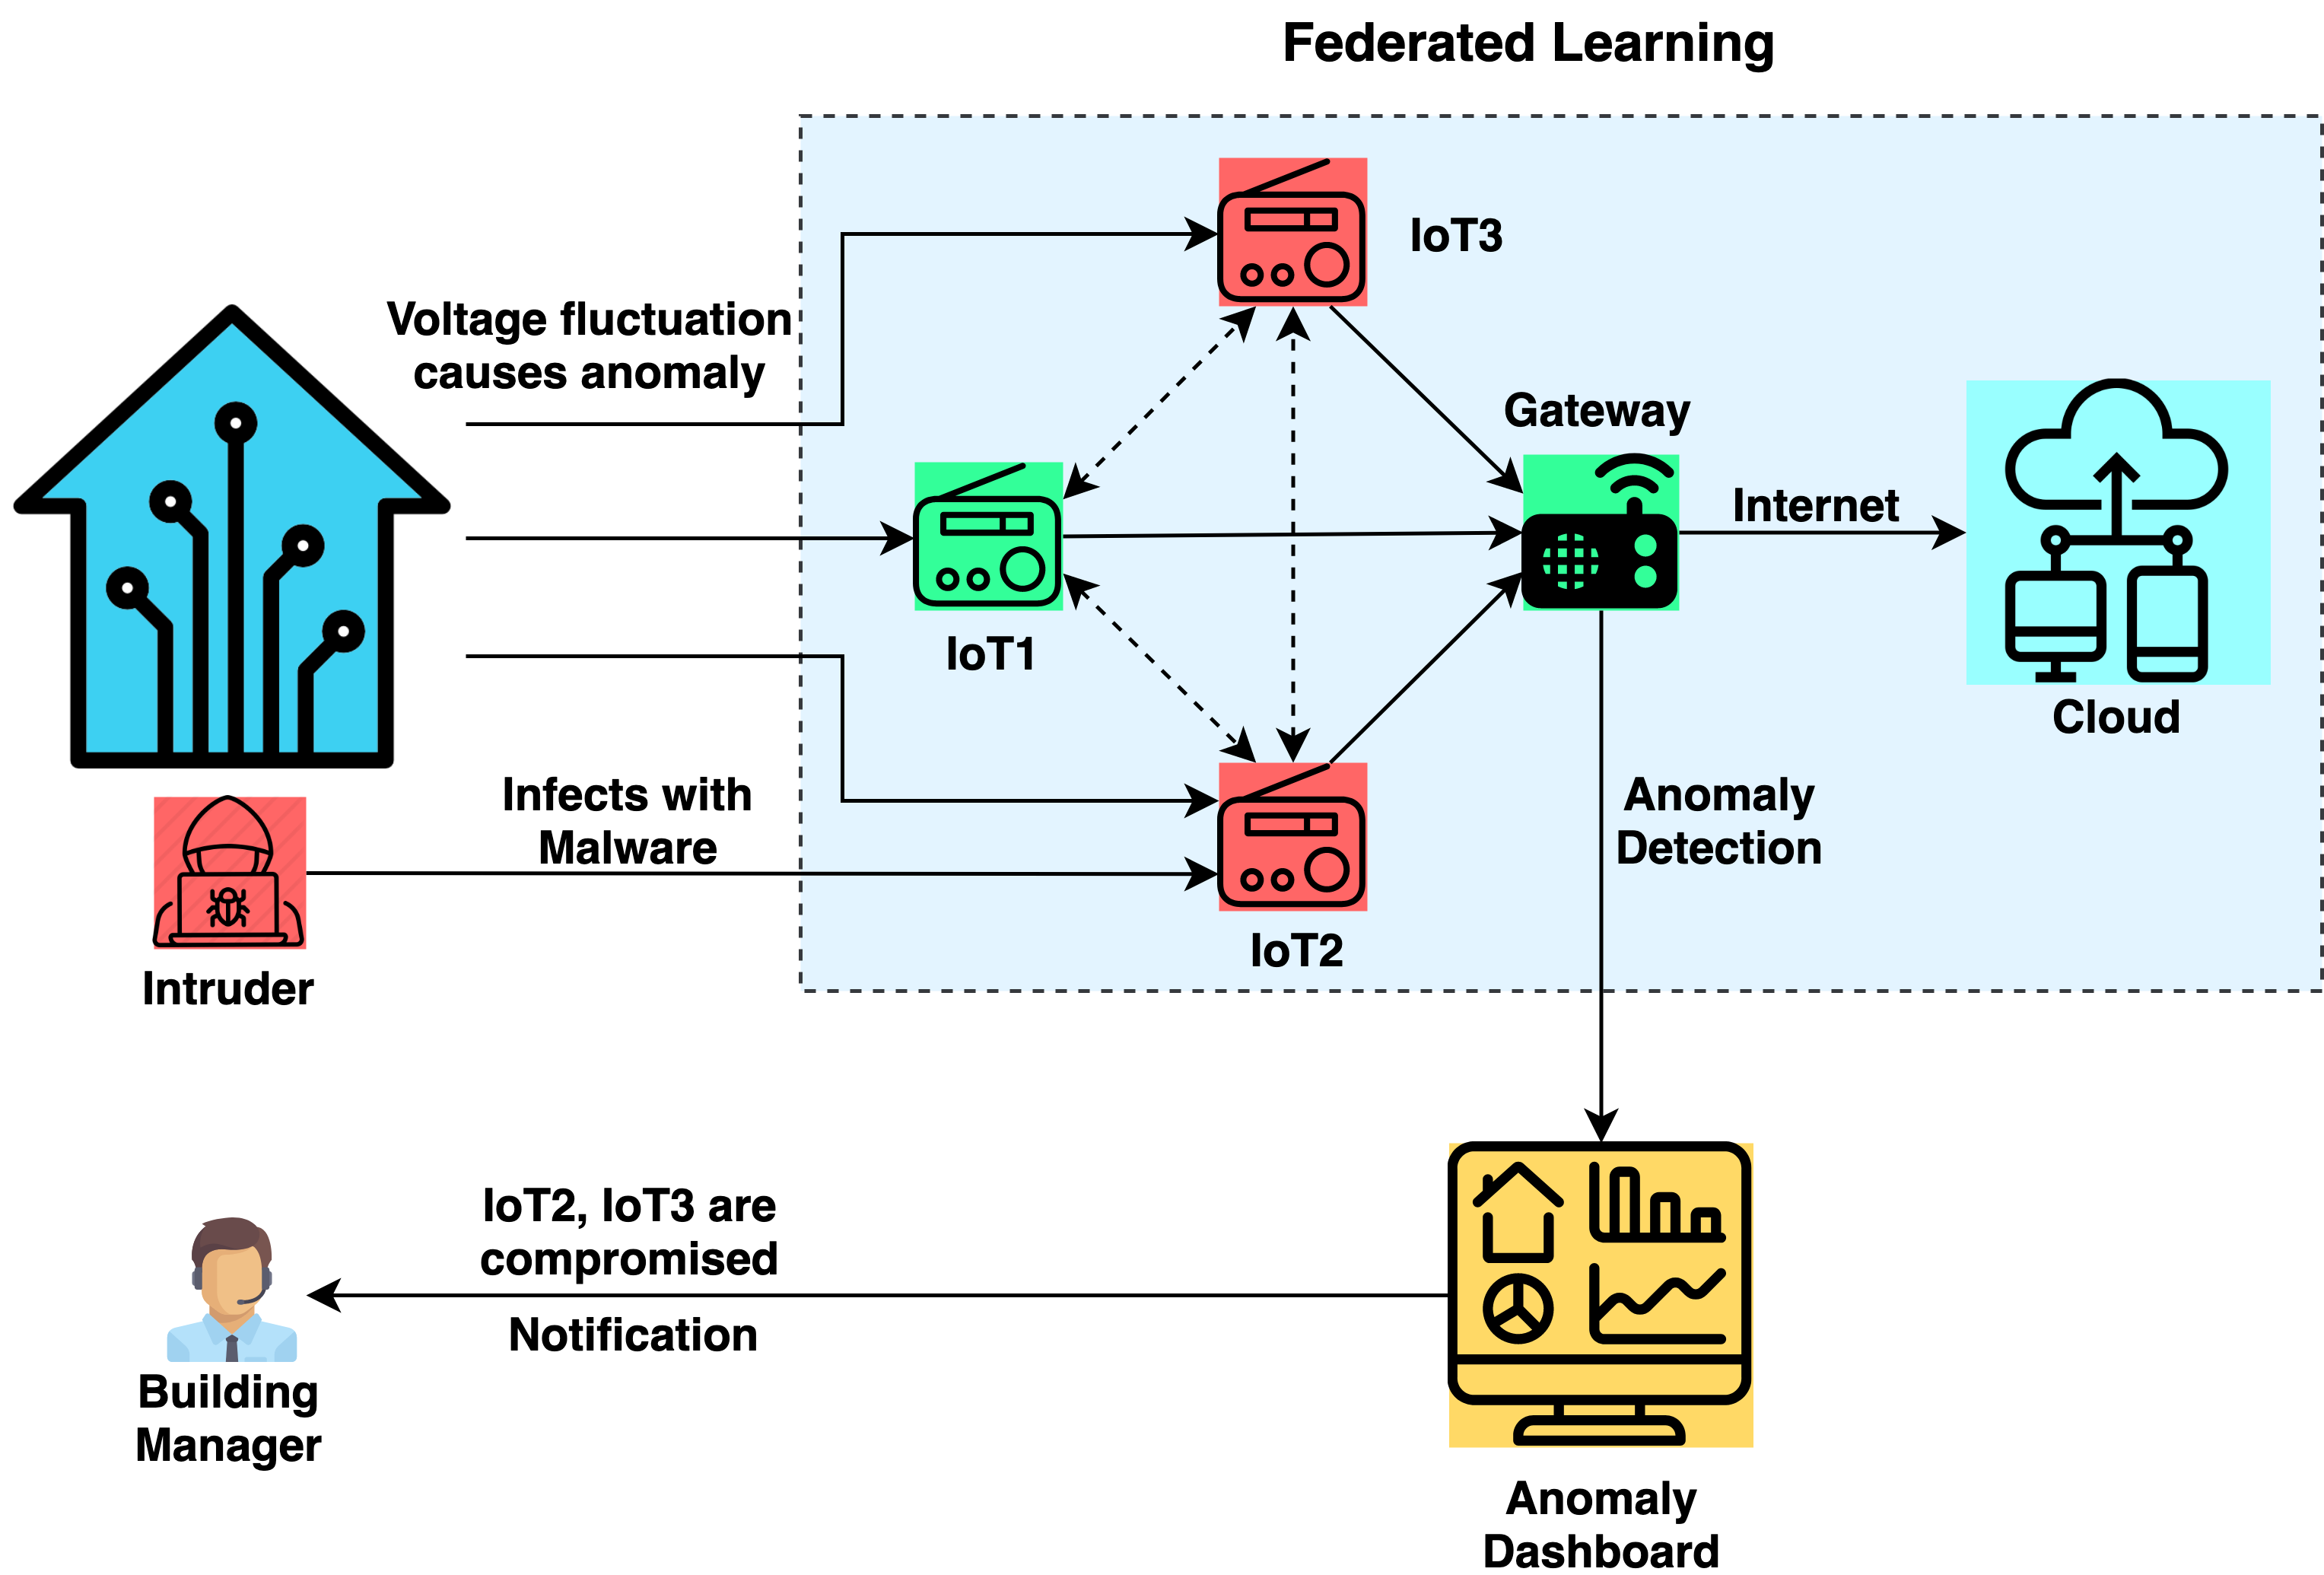 Federated Learning
IoT3
Voltage fluctuation
causes anomaly
Gateway
Internet
IoT1
Cloud
Infects with
Malware
Anomaly
Detection
IoT2
Intruder
IoT2, IoT3 are
compromised
Notification
Building
Manager
Anomaly
Dashboard